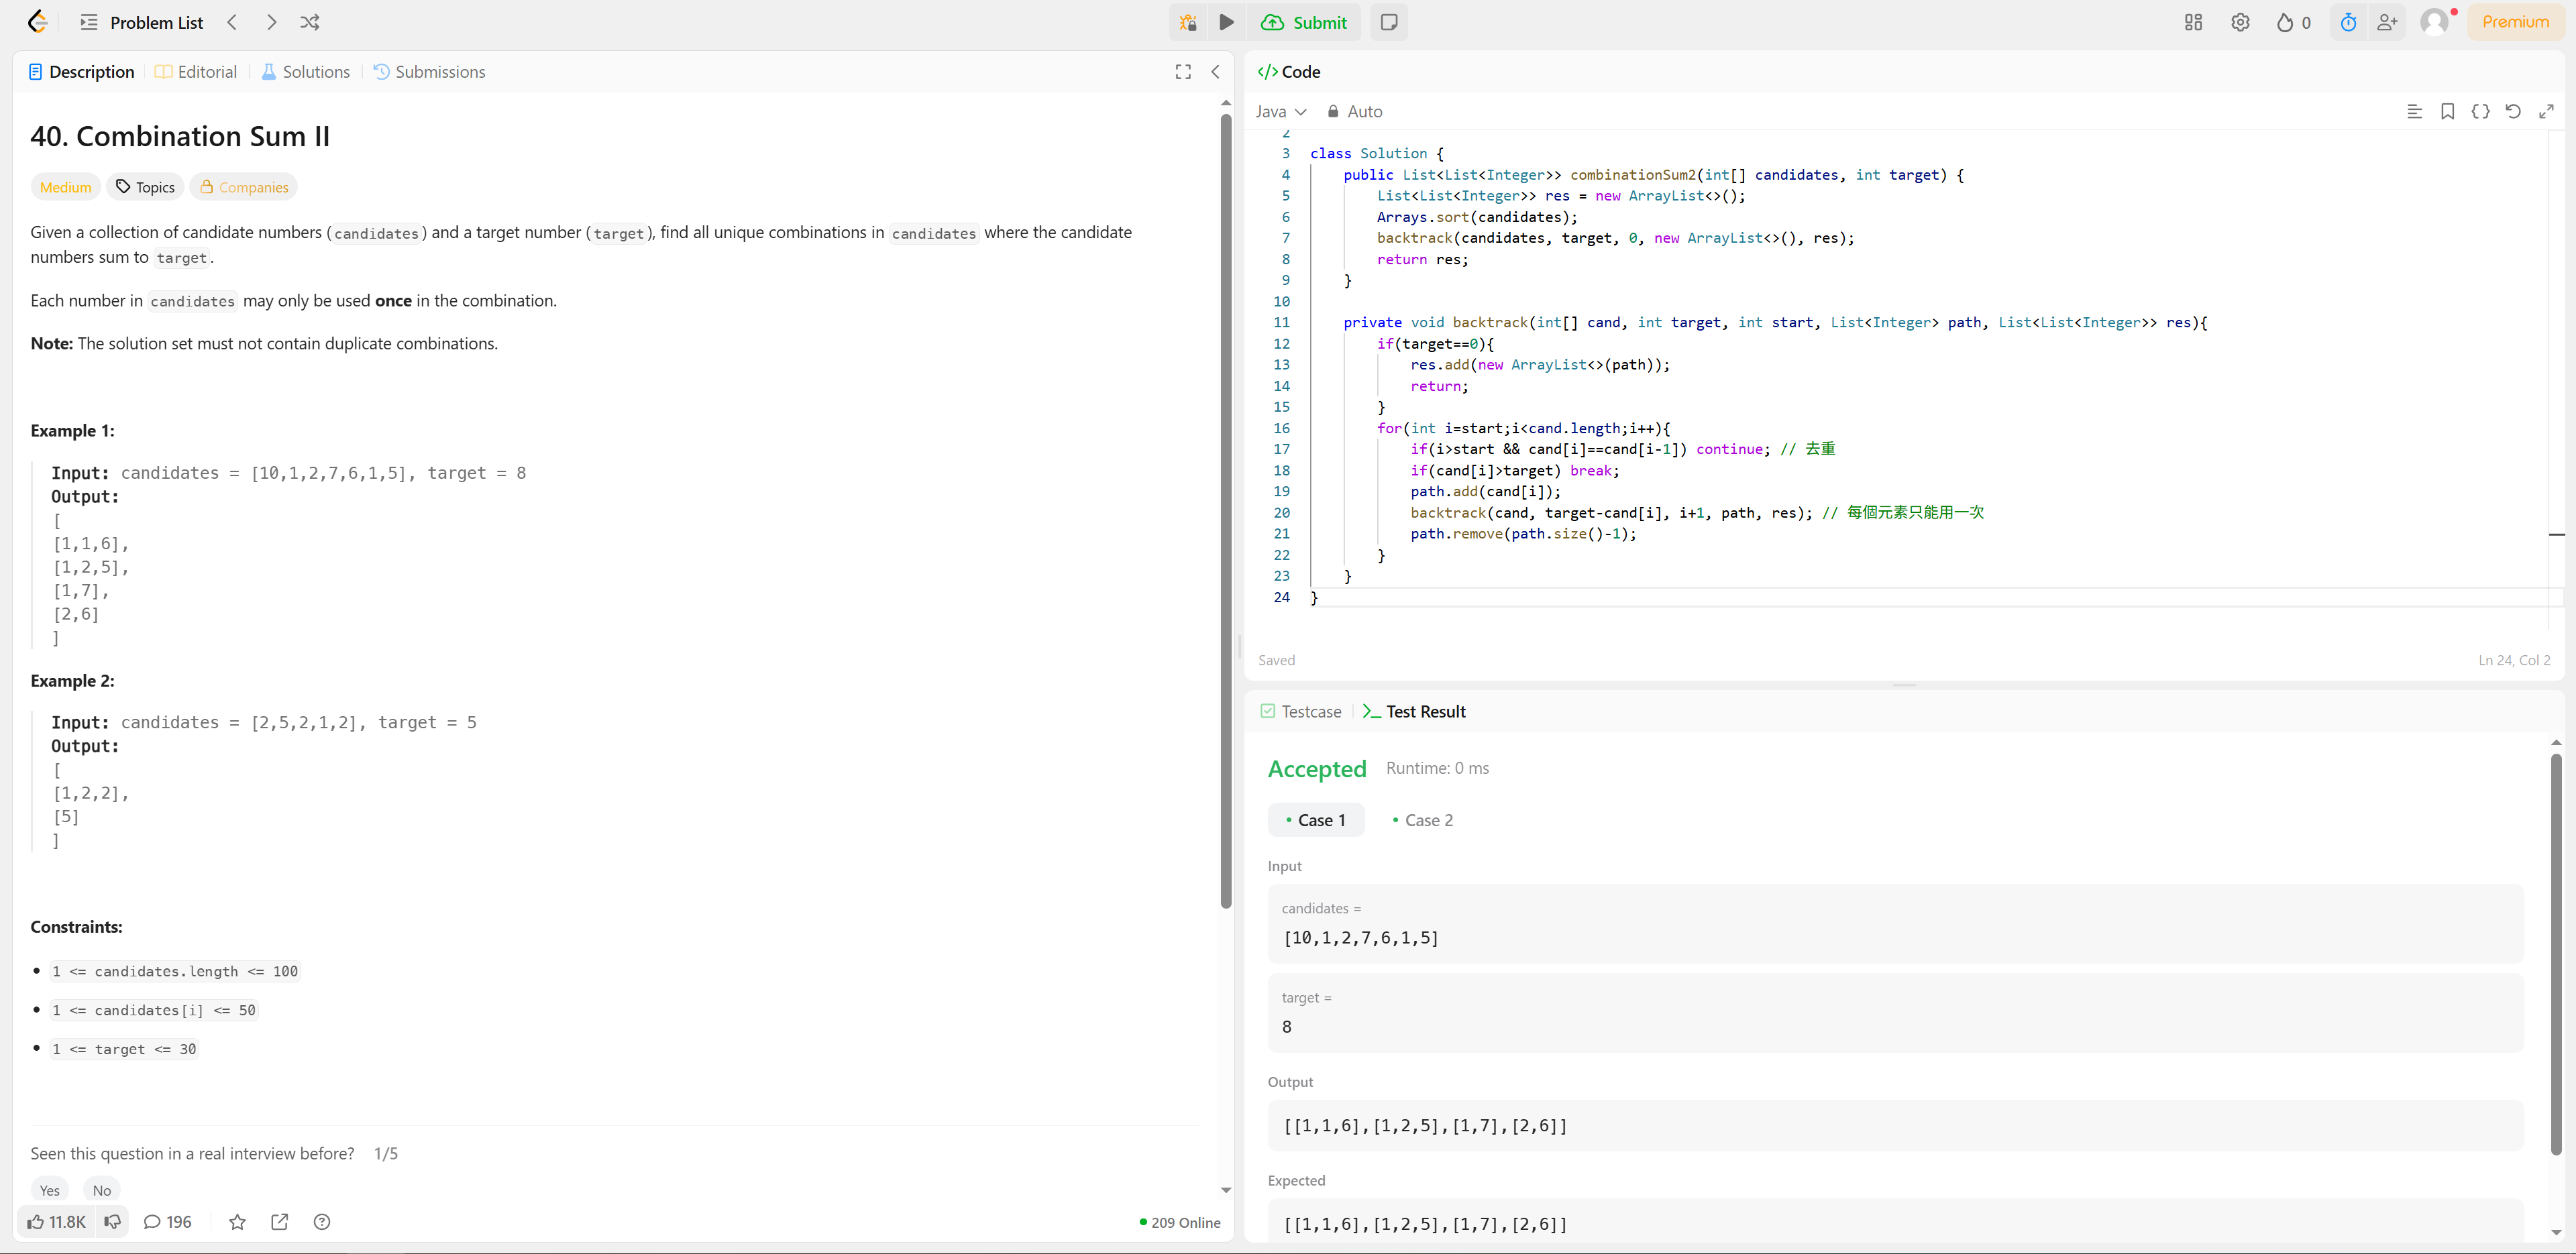 Problem List
Submit
0
Premium
Description
Editorial
Solutions
Submissions
40. Combination Sum II
Medium
Topics
Companies
Given a collection of candidate numbers (candidates) and a target number (target), find all unique combinations in candidates where the candidate
numbers sum to target.
Each number in candidates may only be used once in the combination.
Note: The solution set must not contain duplicate combinations.
Example 1:
Input: candidates = [10,1,2,7,6,1,5], target = 8
Output:
[
[1,1,6],
[1,2,5],
[1,7],
[2,6]
]
Example 2:
Input: candidates = [2,5,2,1,2], target = 5
Output:
[
[1,2,2],
[5]
]
Constraints:
1 <= candidates.length <= 100
1 <= candidates[i] <= 50
1 <= target <= 30
Seen this question in a real interview before? 1/5
Yes No
11.8K 196
209 Online
</> Code
Java Auto
2
3 class Solution {
4 public List<List<Integer>> combinationSum2(int[] candidates, int target) {
5 List<List<Integer>> res = new ArrayList<>();
6 Arrays.sort(candidates);
7 backtrack(candidates, target, 0, new ArrayList<>(), res);
8 return res;
9 }
10
11 private void backtrack(int[] cand, int target, int start, List<Integer> path, List<List<Integer>> res){
12 if(target==0){
13 res.add(new ArrayList<>(path));
14 return;
15 }
16 for(int i=start;i<cand.length;i++){
17 if(i>start && cand[i]==cand[i-1]) continue; // 去重
18 if(cand[i]>target) break;
19 path.add(cand[i]);
20 backtrack(cand, target-cand[i], i+1, path, res); // 每個元素只能用一次
21 path.remove(path.size()-1);
22 }
23 }
24 }
Saved
Ln 24, Col 2
Testcase
Test Result
Accepted
Runtime: 0 ms
Case 1
Case 2
Input
candidates =
[10,1,2,7,6,1,5]
target =
8
Output
[[1,1,6],[1,2,5],[1,7],[2,6]]
Expected
[[1,1,6],[1,2,5],[1,7],[2,6]]